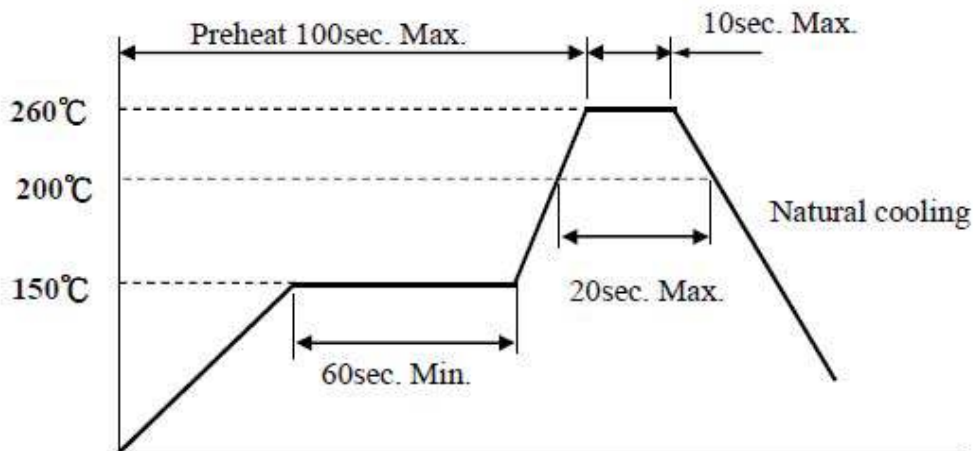 Preheat 100sec. Max.
10sec. Max.
260℃
200℃
Natural cooling
150℃
20sec. Max.
60sec. Min.